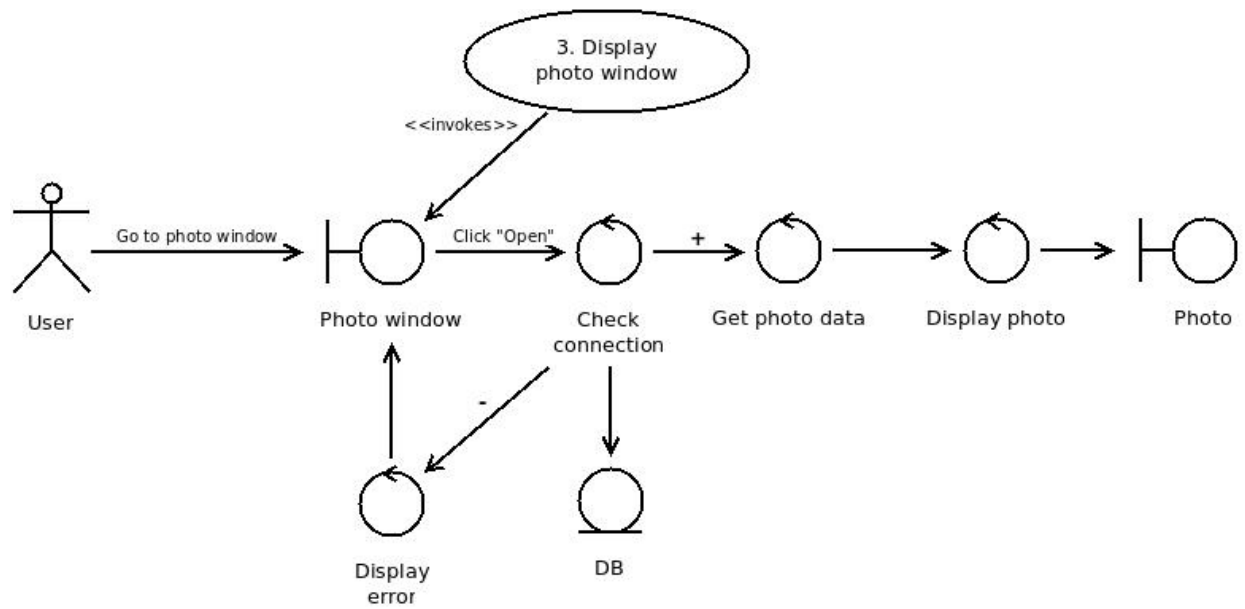 3. Display
photo window
<<invokes>>
Go to photo window
Click "Open"
+
User
Photo window
Check
connection
Get photo data
Display photo
Photo
-
Display
error
DB